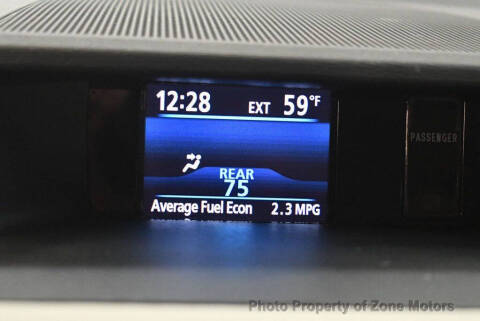 12:28 EXT 59°F
PASSENGER
REAR
75
Average Fuel Econ 2.3 MPG
Photo Property of Zone Motors